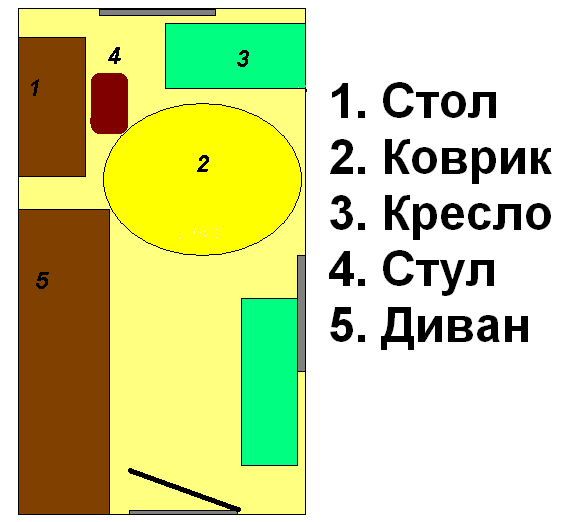 4
3
1
2
5
1. Стол
2. Коврик
3. Кресло
4. Стул
5. Диван